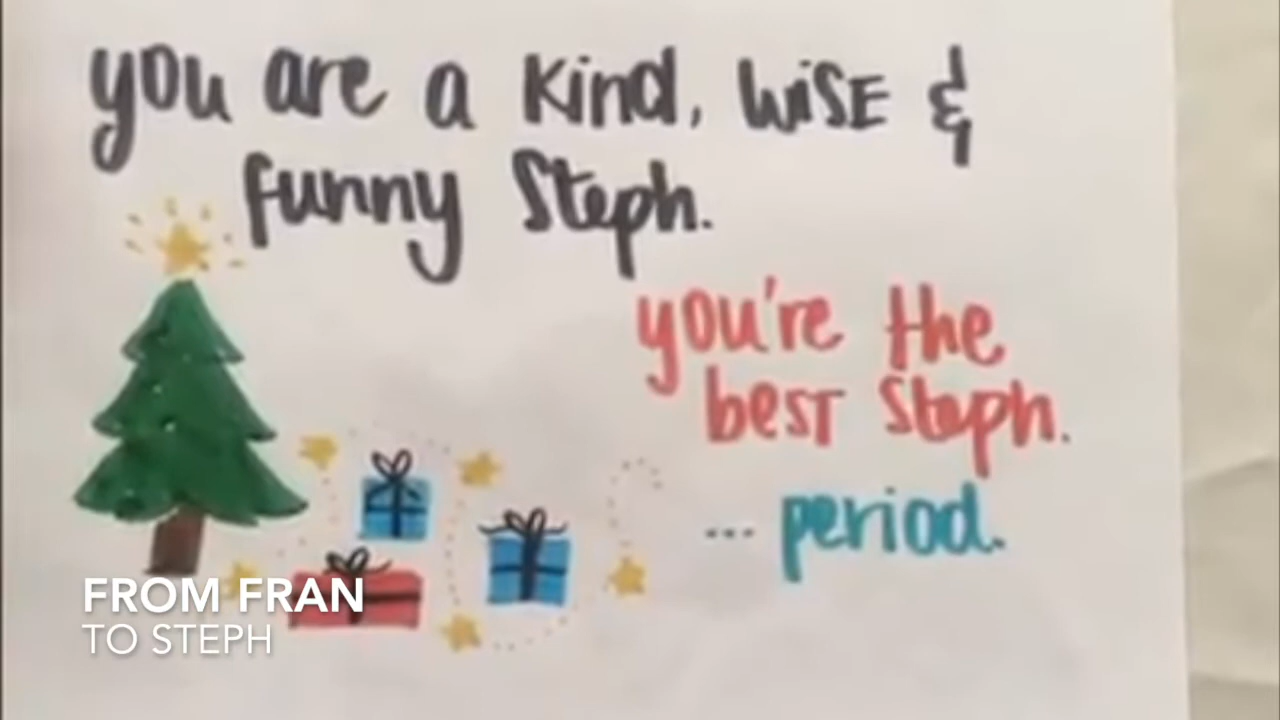 you are a kind, wise &
funny Steph.
you're the
best Steph.
... period.
FROM FRAN
TO STEPH